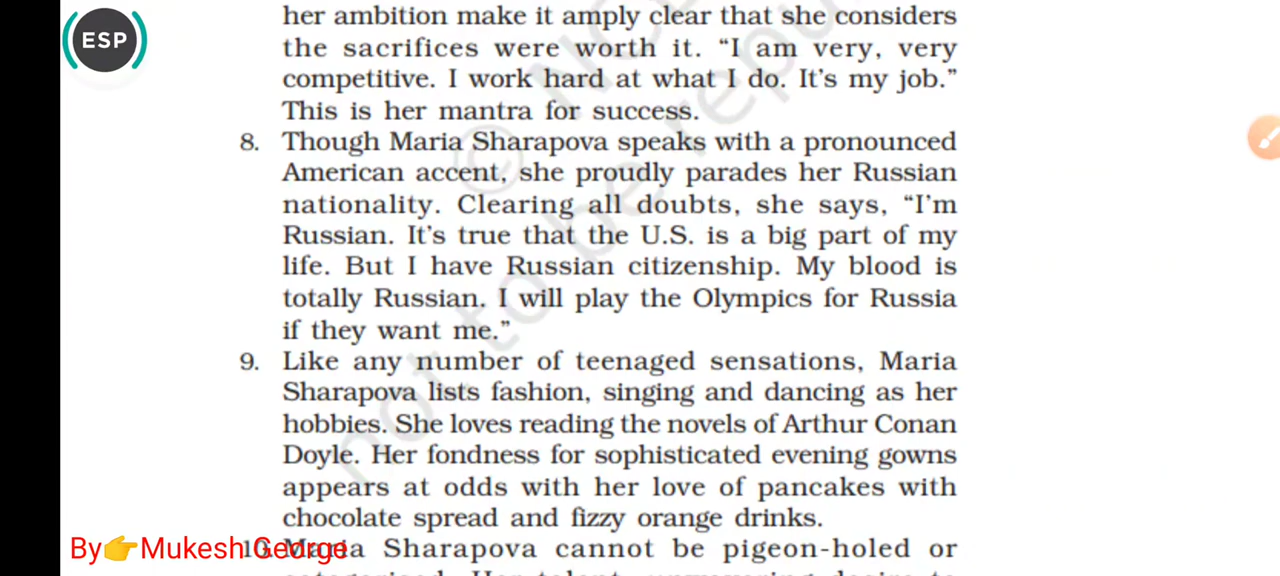 her ambition make it amply clear that she considers
ESP
the sacrifices were worth it. “I am very, very
competitive. I work hard at what I do. It’s my job.”
This is her mantra for success.
8. Though Maria Sharapova speaks with a pronounced
American accent, she proudly parades her Russian
nationality. Clearing all doubts, she says, “I’m
Russian. It’s true that the U.S. is a big part of my
life. But I have Russian citizenship. My blood is
totally Russian. I will play the Olympics for Russia
if they want me.”
9. Like any number of teenaged sensations, Maria
Sharapova lists fashion, singing and dancing as her
hobbies. She loves reading the novels of Arthur Conan
Doyle. Her fondness for sophisticated evening gowns
appears at odds with her love of pancakes with
chocolate spread and fizzy orange drinks.
By👉Mukesh George
10. Maria Sharapova cannot be pigeon-holed or
not to be republ